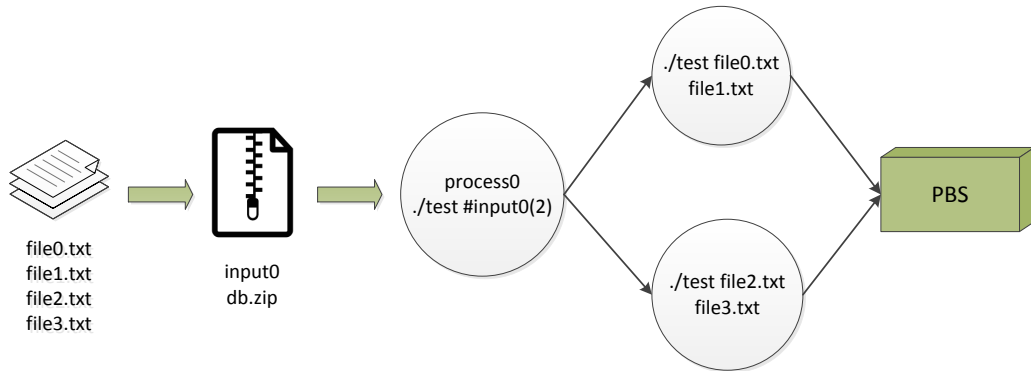 file0.txt
file1.txt
file2.txt
file3.txt
input0
db.zip
process0
./test #input0(2)
./test file0.txt
file1.txt
./test file2.txt
file3.txt
PBS